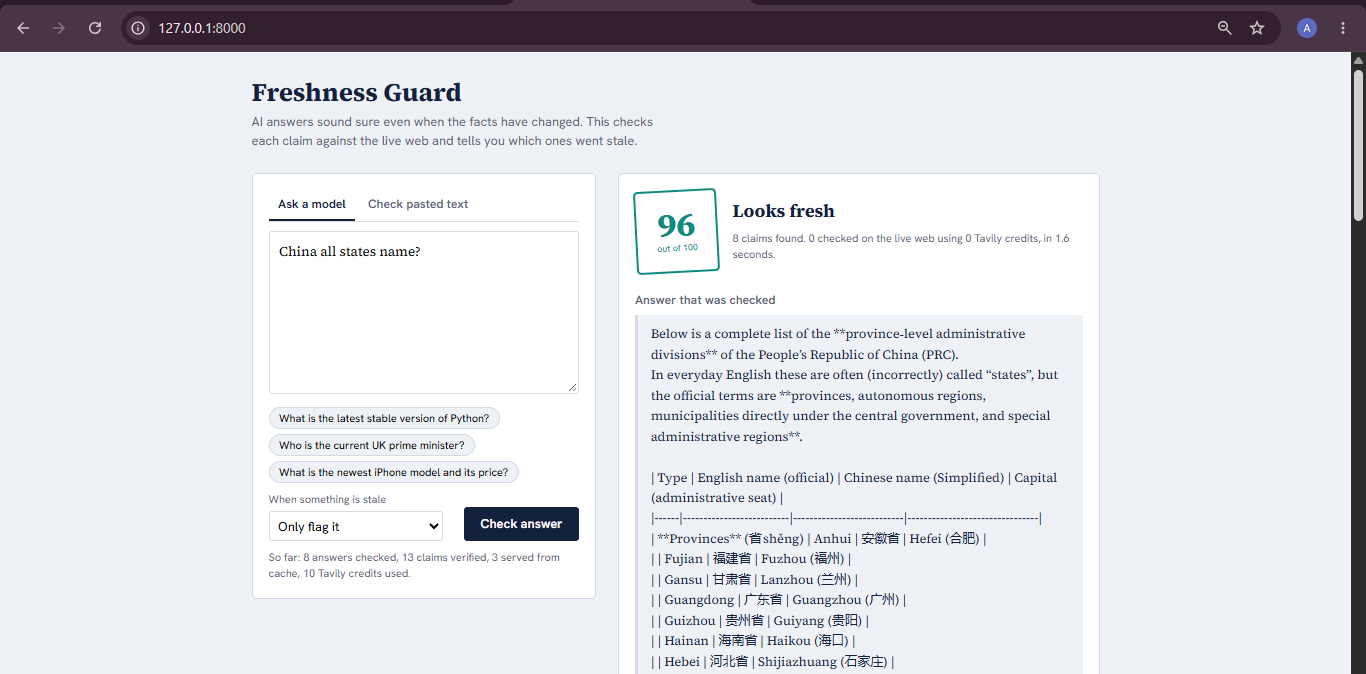 127.0.0.1:8000
A
Freshness Guard
AI answers sound sure even when the facts have changed. This checks
each claim against the live web and tells you which ones went stale.
Ask a model
Check pasted text
China all states name?
What is the latest stable version of Python?
Who is the current UK prime minister?
What is the newest iPhone model and its price?
When something is stale
Only flag it
Check answer
So far: 8 answers checked, 13 claims verified, 3 served from
cache, 10 Tavily credits used.
96
out of 100
Looks fresh
8 claims found. 0 checked on the live web using 0 Tavily credits, in 1.6
seconds.
Answer that was checked
Below is a complete list of the **province‑level administrative
divisions** of the People’s Republic of China (PRC).
In everyday English these are often (incorrectly) called “states”, but
the official terms are **provinces, autonomous regions,
municipalities directly under the central government, and special
administrative regions**.
| Type | English name (official) | Chinese name (Simplified) | Capital
(administrative seat) |
|------|-------------------------|---------------------------|-------------------------------|
| **Provinces** (省 shěng) | Anhui | 安徽省 | Hefei (合肥) |
| | Fujian | 福建省 | Fuzhou (福州) |
| | Gansu | 甘肃省 | Lanzhou (兰州) |
| | Guangdong | 广东省 | Guangzhou (广州) |
| | Guizhou | 贵州省 | Guiyang (贵阳) |
| | Hainan | 海南省 | Haikou (海口) |
| | Hebei | 河北省 | Shijiazhuang (石家庄) |